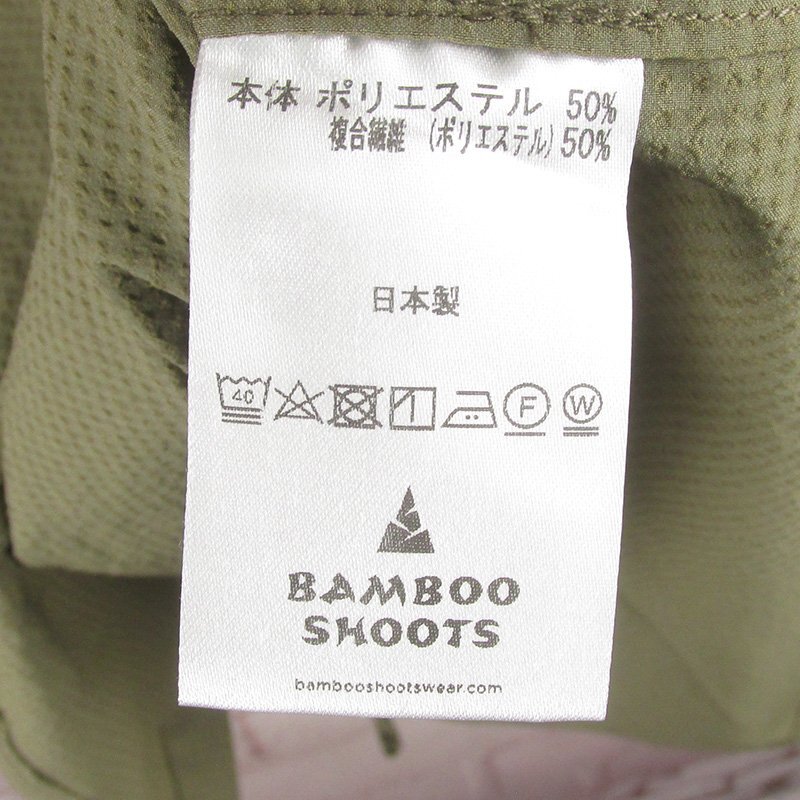 本体 ポリエステル 50%
複合繊維 (ポリエステル) 50%
日本製
40 F W
BAMBOO
SHOOTS
bambooshootswear.com